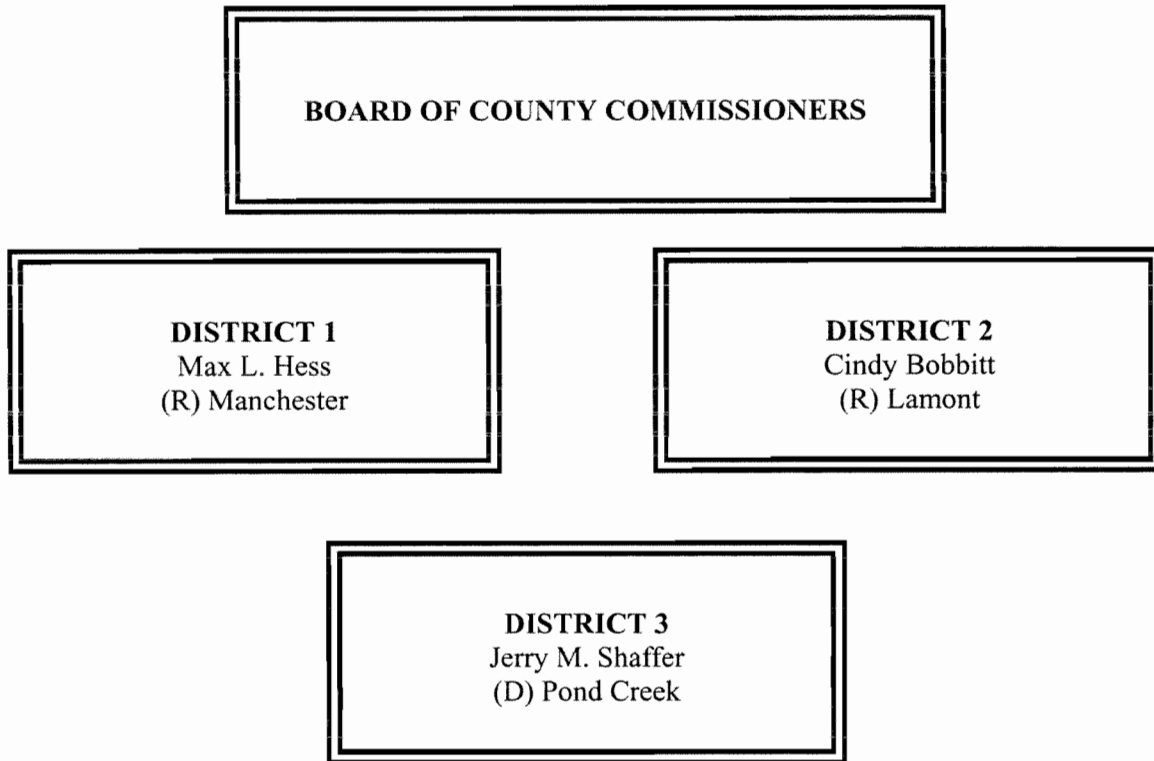 BOARD OF COUNTY COMMISSIONERS
DISTRICT 1
Max L. Hess
(R) Manchester
DISTRICT 2
Cindy Bobbitt
(R) Lamont
DISTRICT 3
Jerry M. Shaffer
(D) Pond Creek